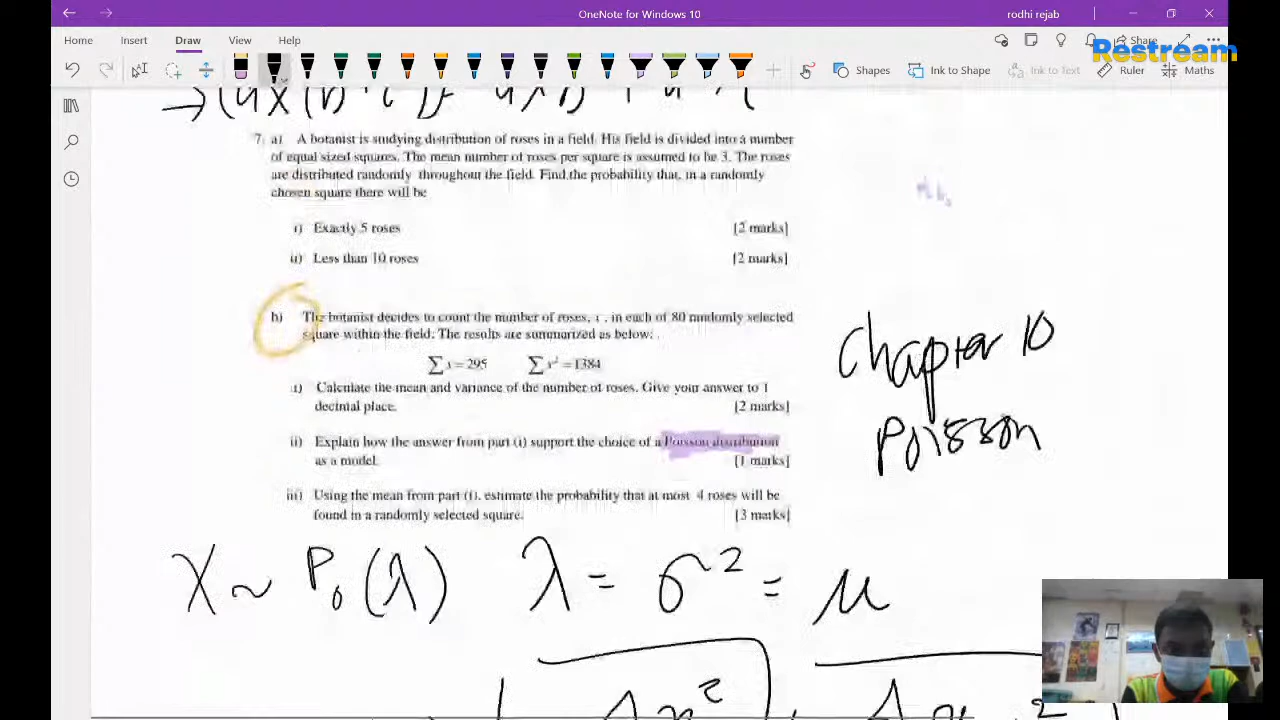 OneNote for Windows 10
rodhi rejab
Home Insert Draw View Help
Share
Restream
Shapes Ink to Shape Ink to Text Ruler Maths
7. a) A botanist is studying distribution of roses in a field. His field is divided into a number
of equal sized squares. The mean number of roses per square is assumed to be 3. The roses
are distributed randomly throughout the field. Find the probability that, in a randomly
chosen square there will be
i) Exactly 5 roses [2 marks]
ii) Less than 10 roses [2 marks]
b) The botanist decides to count the number of roses, x , in each of 80 randomly selected
square within the field. The results are summarized as below: .
∑x = 295 ∑x² = 1384
i) Calculate the mean and variance of the number of roses. Give your answer to 1
decimal place. [2 marks]
ii) Explain how the answer from part (i) support the choice of a Poisson distribution
as a model. [1 marks]
iii) Using the mean from part (i), estimate the probability that at most 4 roses will be
found in a randomly selected square. [3 marks]
Chapter 10
Poisson
X ~ P₀(λ) λ = σ² = μ